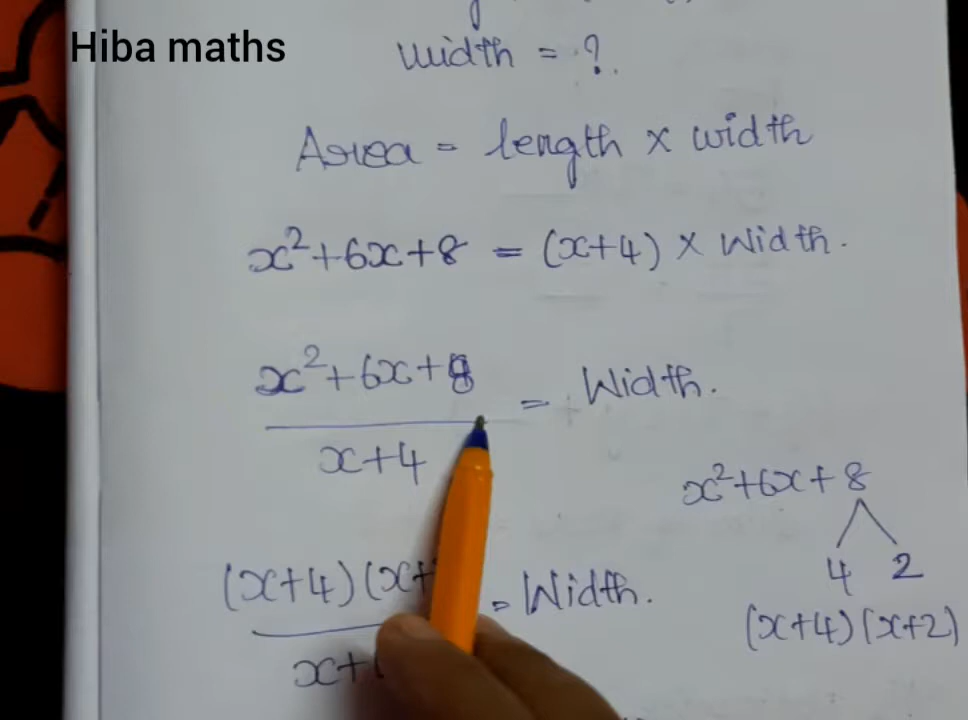 Hiba maths
Width = ?.
Area = length × width
x²+6x+8 = (x+4) × Width.
x²+6x+8
= Width.
x+4
x²+6x+8
4 2
(x+4)(x+2)
(x+4)(x+
= Width.
x+